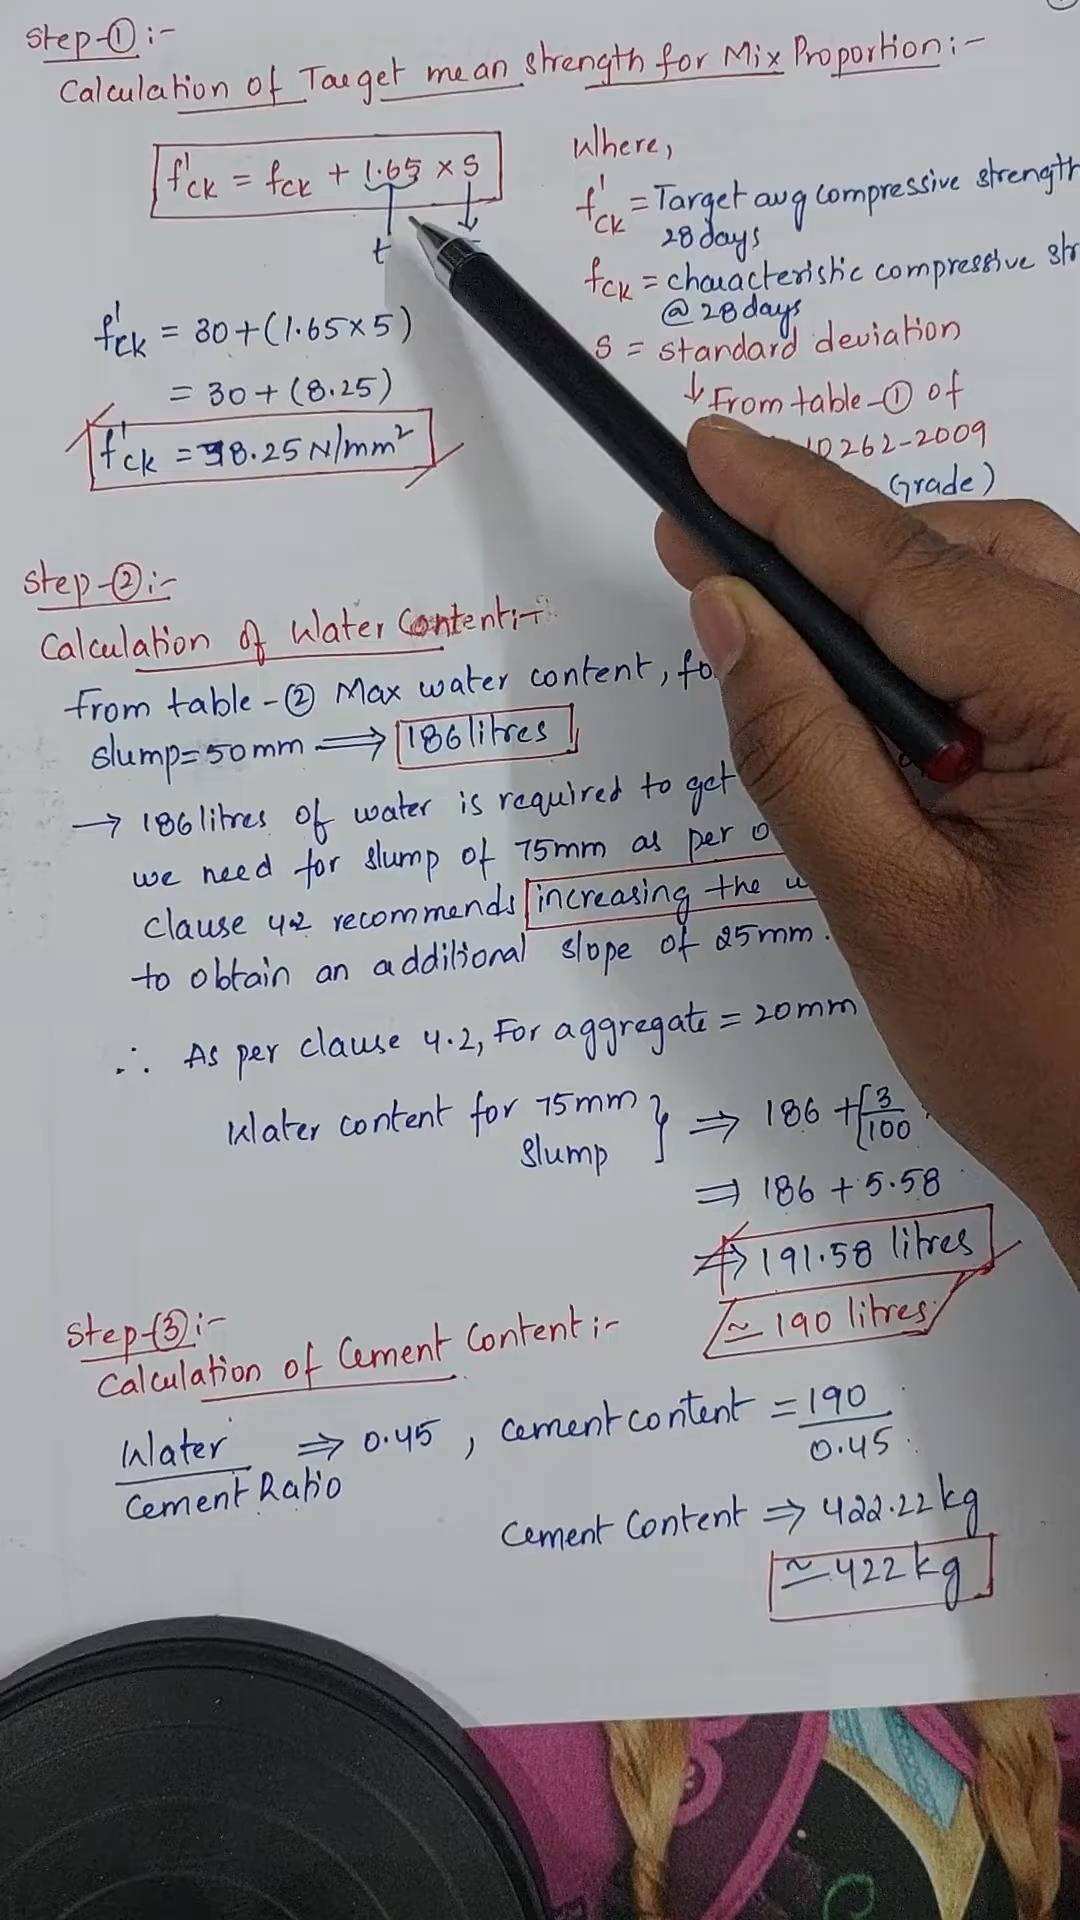 Step-①:-
Calculation of Target mean strength for Mix Proportion:-
f'ck = fck + 1.65 × S
t
Where,
f'ck = Target avg compressive strength
28 days
fck = characteristic compressive str
@ 28 days
S = standard deviation
↓ From table-① of
10262-2009
Grade)
f'ck = 30+(1.65×5)
= 30+(8.25)
f'ck = 38.25 N/mm²
Step-②:-
Calculation of Water Content:-
From table-② Max water content, fo
slump=50mm ⟹ 186 litres
→ 186 litres of water is required to get
we need for slump of 75mm as per
clause 42 recommends increasing the
to obtain an additional slope of 25mm.
∴ As per clause 4.2, For aggregate = 20mm
Water content for 75mm
slump } ⟹ 186 + [3/100
⟹ 186 + 5.58
⟹ 191.58 litres
≃ 190 litres
Step-③:-
Calculation of Cement Content:-
Water/Cement Ratio ⟹ 0.45, cement content = 190/0.45
Cement Content ⟹ 422.22 kg
≃ 422 kg